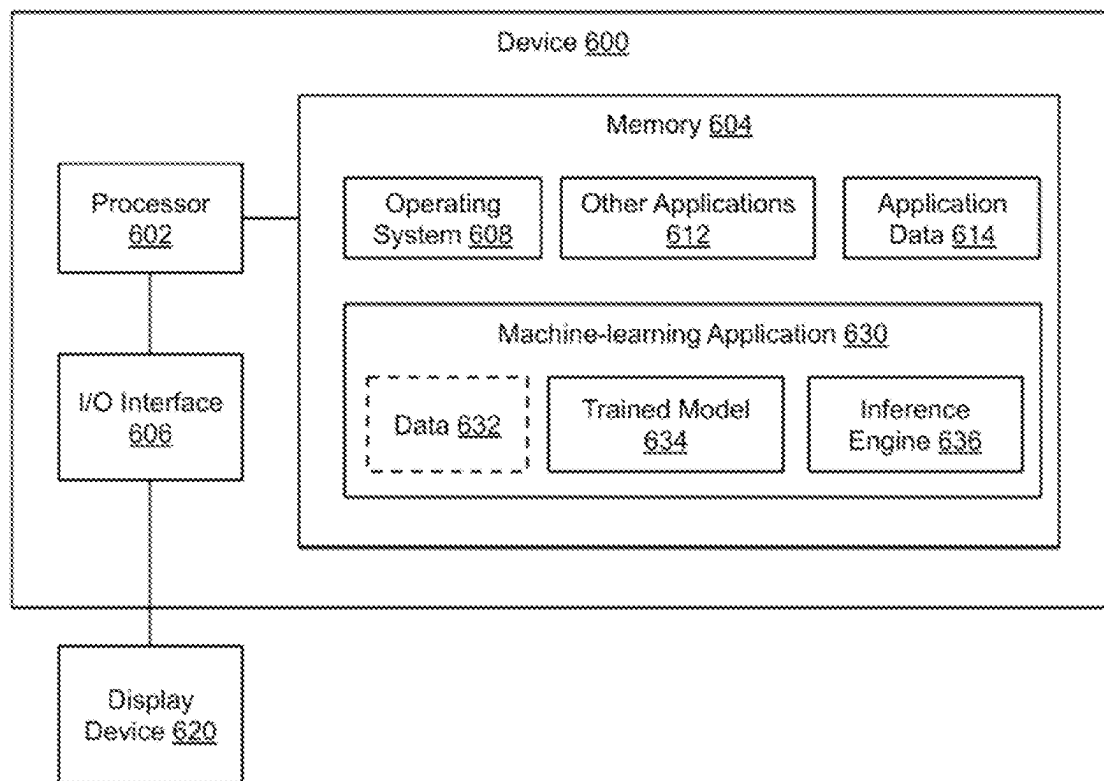 Device 600
Memory 604
Processor
602
Operating
System 608
Other Applications
612
Application
Data 614
Machine-learning Application 630
I/O Interface
606
Data 632
Trained Model
634
Inference
Engine 636
Display
Device 620